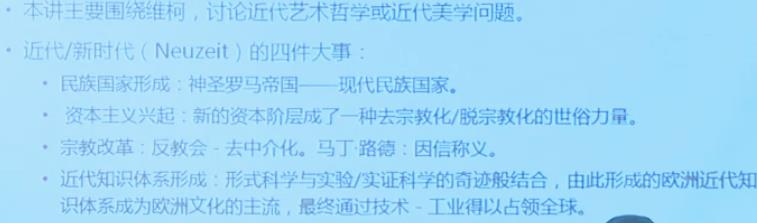 • 本讲主要围绕维柯，讨论近代艺术哲学或近代美学问题。
• 近代/新时代（Neuzeit）的四件大事：
• 民族国家形成：神圣罗马帝国——现代民族国家。
• 资本主义兴起：新的资本阶层成了一种去宗教化/脱宗教化的世俗力量。
• 宗教改革：反教会 - 去中介化。马丁·路德：因信称义。
• 近代知识体系形成：形式科学与实验/实证科学的奇迹般结合，由此形成的欧洲近代知
识体系成为欧洲文化的主流，最终通过技术 - 工业得以占领全球。